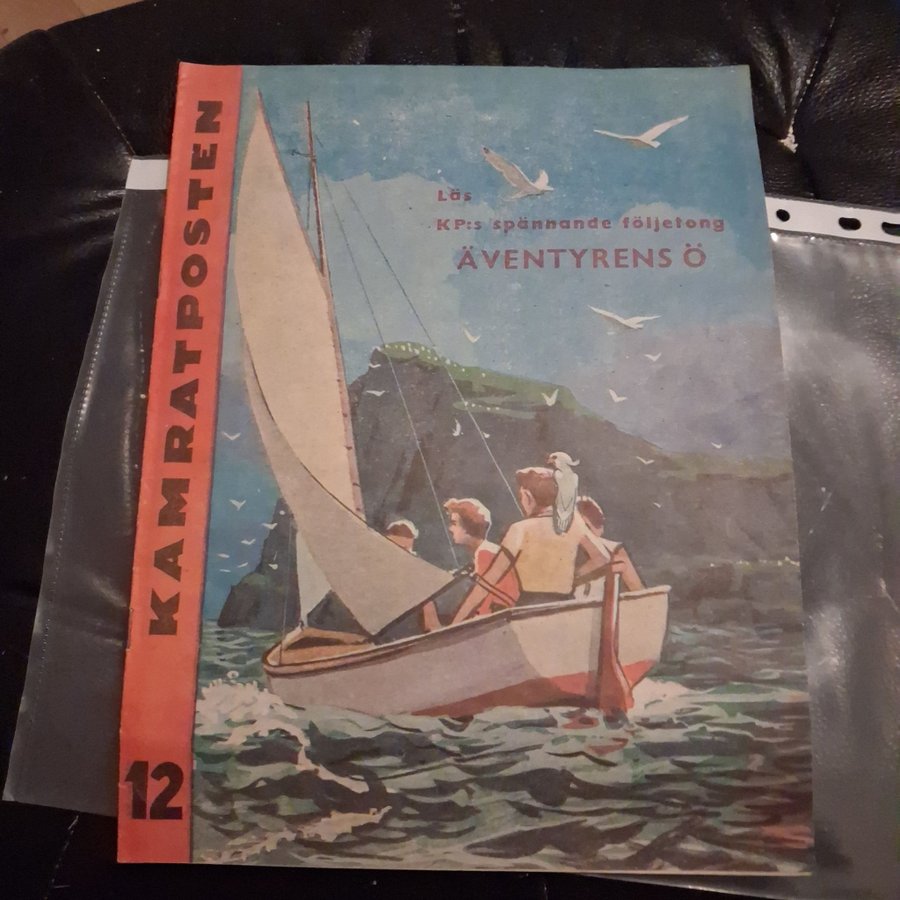 KAMRATPOSTEN
12
Läs
KP:s spännande följetong
ÄVENTYRENS Ö